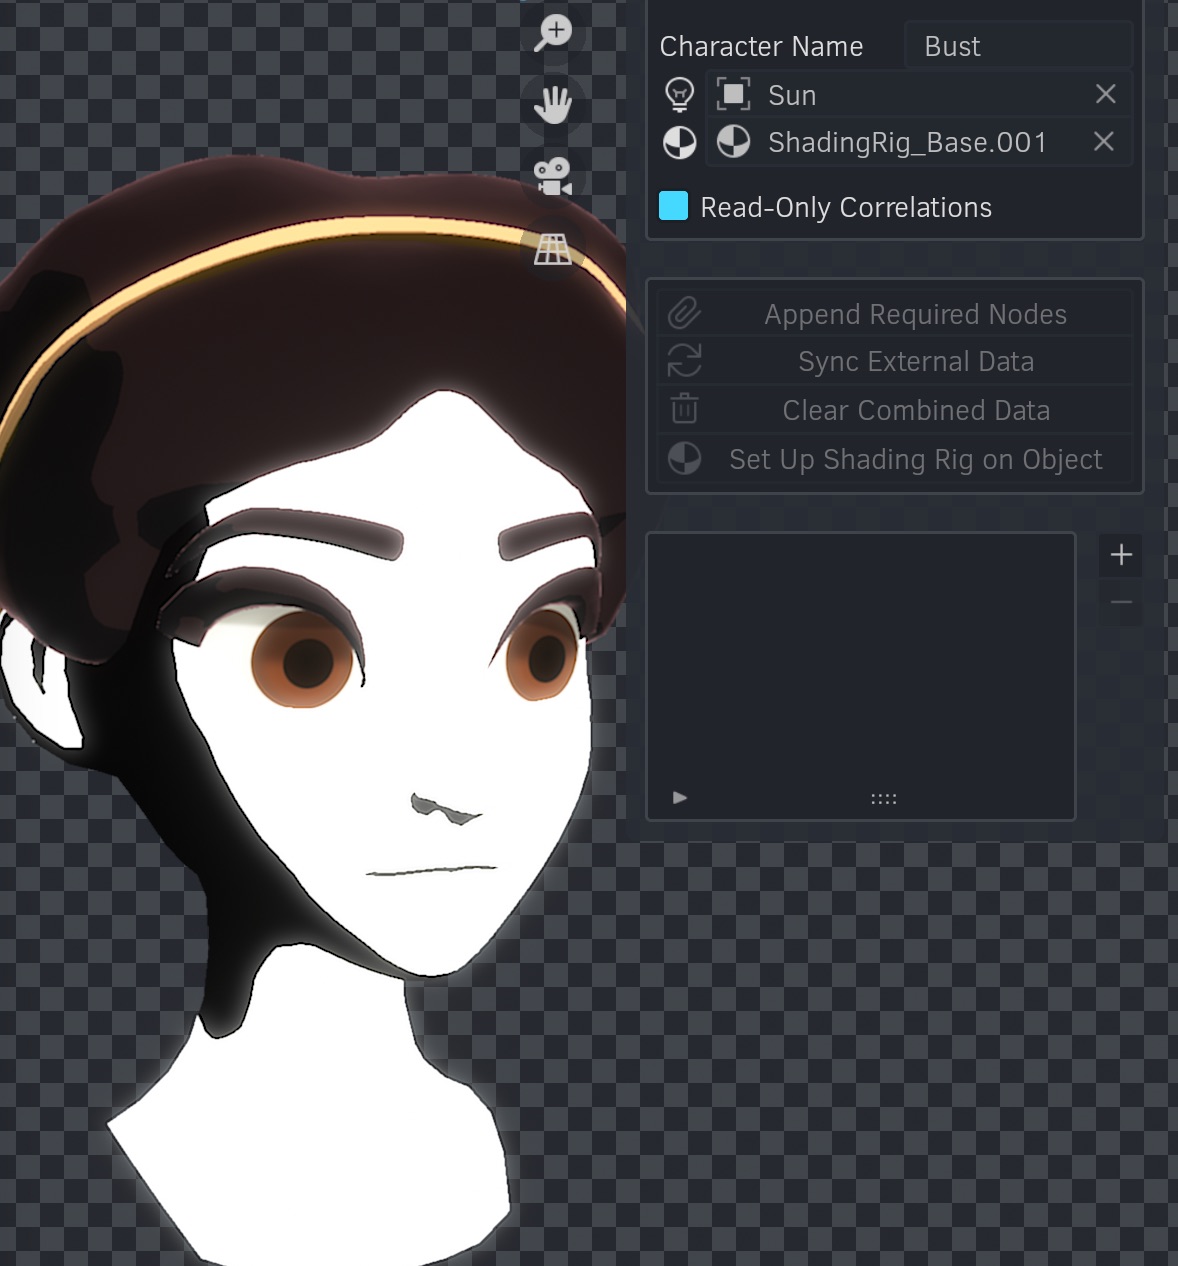 Character Name Bust
Sun
ShadingRig_Base.001
Read-Only Correlations
Append Required Nodes
Sync External Data
Clear Combined Data
Set Up Shading Rig on Object